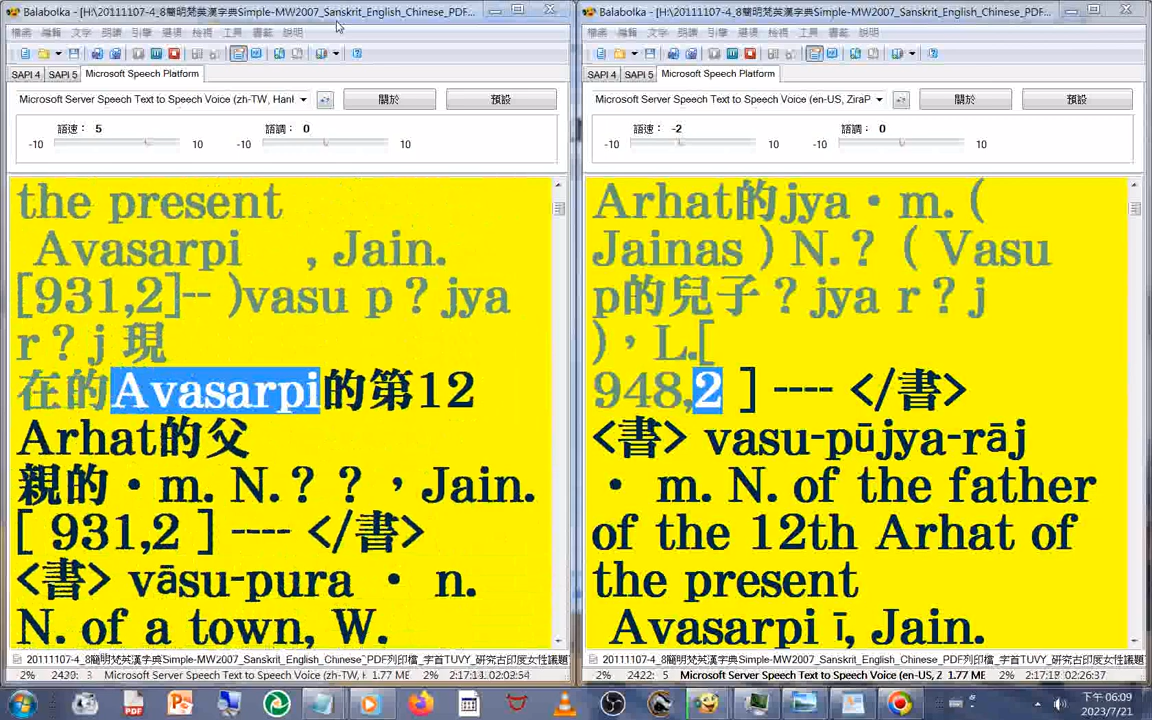 Balabolka - [H:\20111107-4_8簡明梵英漢字典Simple-MW2007_Sanskrit_English_Chinese_PDF...
檔案 編輯 文字 朗讀 引擎 選項 檢視 工具 書籤 說明
SAPI 4 SAPI 5 Microsoft Speech Platform
Microsoft Server Speech Text to Speech Voice (zh-TW, Hanl 關於 預設
語速： 5 語調： 0
-10 10 -10 10
the present
Avasarpi , Jain.
[931,2]-- )vasu p？jya
r？j 現
在的Avasarpi的第12
Arhat的父
親的・m. N.？？，Jain.
[ 931,2 ] ---- </書>
<書> vāsu-pura ・ n.
N. of a town, W.
20111107-4_8簡明梵英漢字典Simple-MW2007_Sanskrit_English_Chinese_PDF列印檔_字首TUVY_研究古印度女性議題
2% 2439: 3 Microsoft Server Speech Text to Speech Voice (zh-TW, H 1.77 ME 2% 2:17:11 02:02:54
Balabolka - [H:\20111107-4_8簡明梵英漢字典Simple-MW2007_Sanskrit_English_Chinese_PDF...
檔案 編輯 文字 朗讀 引擎 選項 檢視 工具 書籤 說明
SAPI 4 SAPI 5 Microsoft Speech Platform
Microsoft Server Speech Text to Speech Voice (en-US, ZiraP 關於 預設
語速： -2 語調： 0
-10 10 -10 10
Arhat的jya・m. (
Jainas ) N.？ ( Vasu
p的兒子？jya r？j
)，L.[
948,2 ] ---- </書>
<書> vasu-pūjya-rāj
・ m. N. of the father
of the 12th Arhat of
the present
Avasarpi ī, Jain.
20111107-4_8簡明梵英漢字典Simple-MW2007_Sanskrit_English_Chinese_PDF列印檔_字首TUVY_研究古印度女性議題
2% 2422: 5 Microsoft Server Speech Text to Speech Voice (en-US, 2 1.77 ME 2% 2:17:18 02:26:37
下午 06:09
2023/7/21